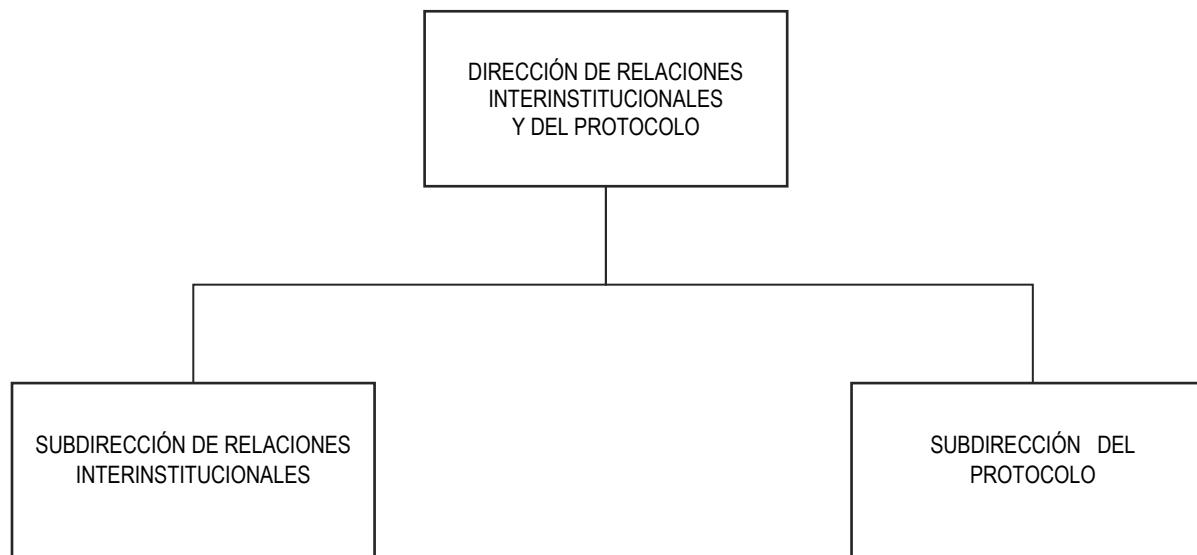 DIRECCIÓN DE RELACIONES
INTERINSTITUCIONALES
Y DEL PROTOCOLO
SUBDIRECCIÓN DE RELACIONES
INTERINSTITUCIONALES
SUBDIRECCIÓN DEL
PROTOCOLO